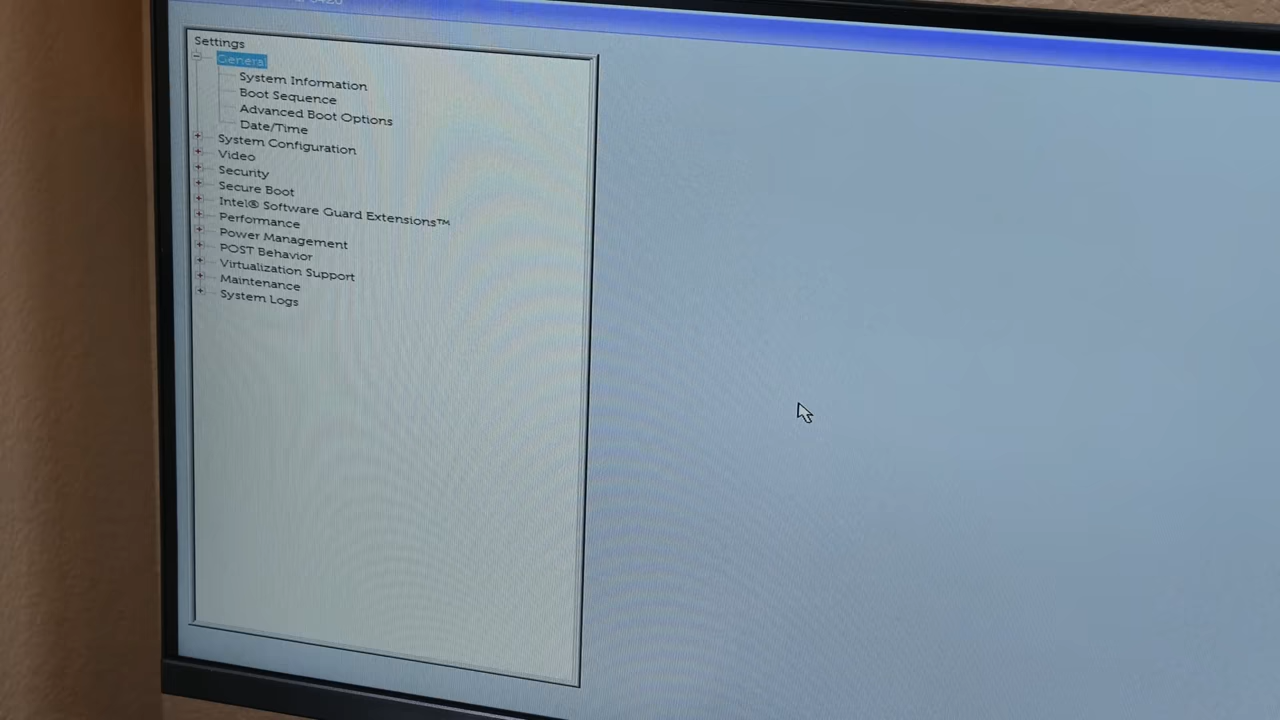 Settings
General
System Information
Boot Sequence
Advanced Boot Options
Date/Time
System Configuration
Video
Security
Secure Boot
Intel® Software Guard Extensions™
Performance
Power Management
POST Behavior
Virtualization Support
Maintenance
System Logs